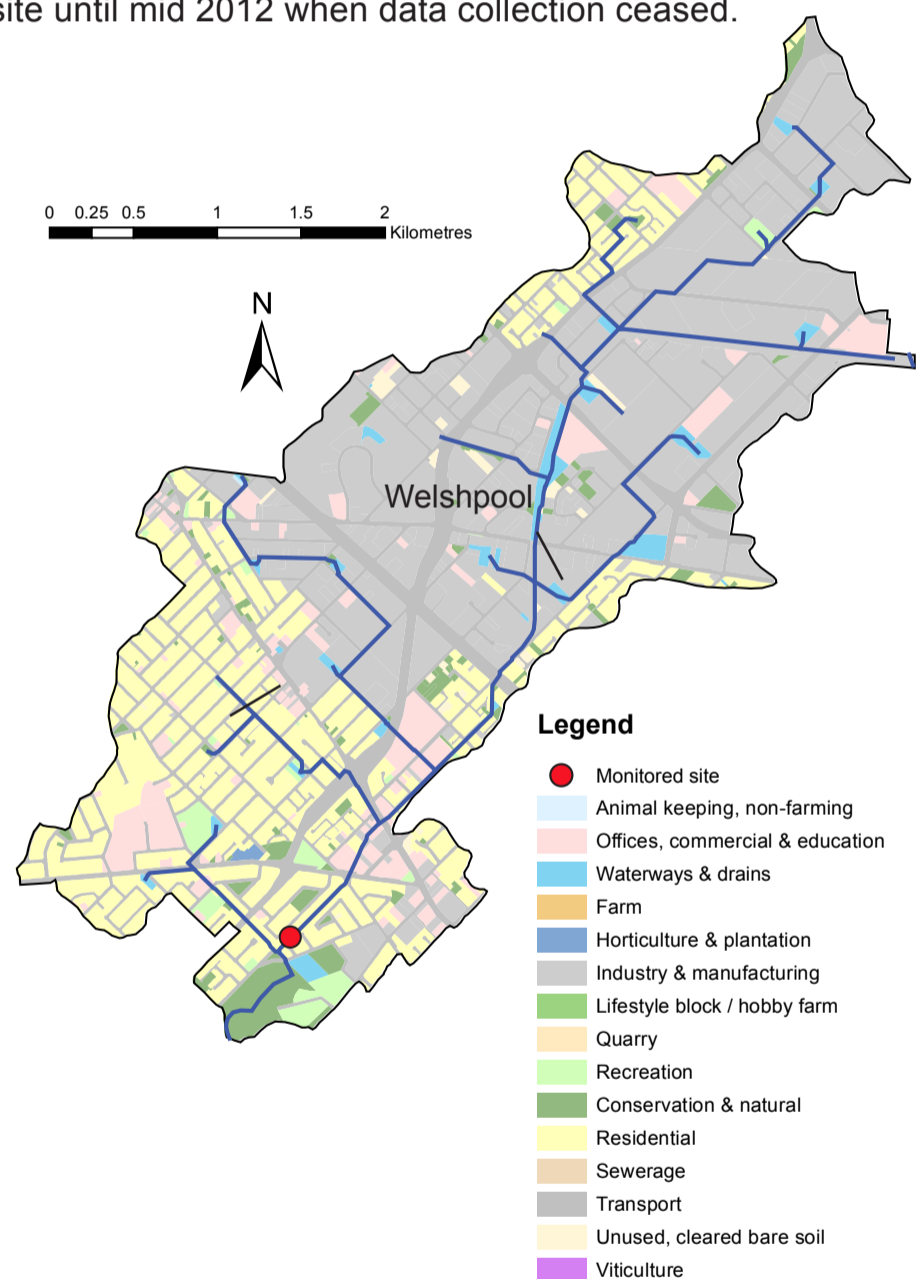 site until mid 2012 when data collection ceased.
0 0.25 0.5 1 1.5 2
Kilometres
N
Welshpool
Legend
Monitored site
Animal keeping, non-farming
Offices, commercial & education
Waterways & drains
Farm
Horticulture & plantation
Industry & manufacturing
Lifestyle block / hobby farm
Quarry
Recreation
Conservation & natural
Residential
Sewerage
Transport
Unused, cleared bare soil
Viticulture